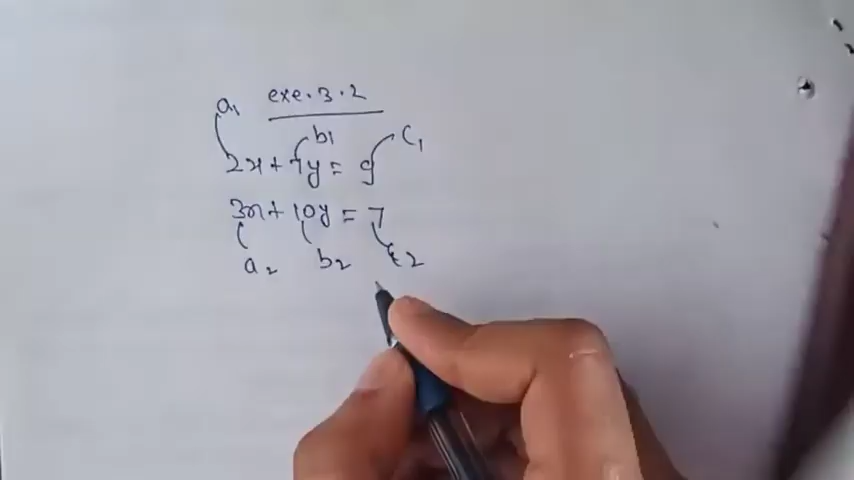 a1 exe. 3.2
b1 c1
2x + 7y = 9
3x + 10y = 7
a2 b2 c2